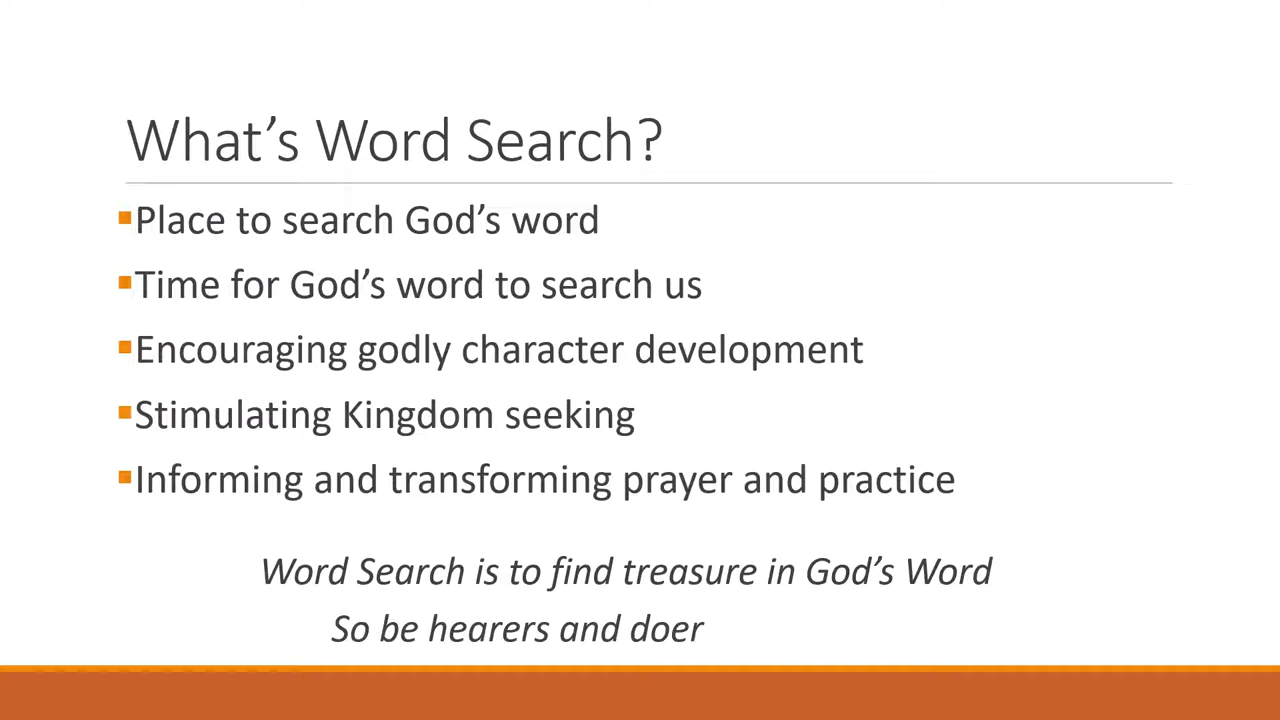 What's Word Search?
▪Place to search God's word
▪Time for God's word to search us
▪Encouraging godly character development
▪Stimulating Kingdom seeking
▪Informing and transforming prayer and practice
Word Search is to find treasure in God's Word
So be hearers and doer